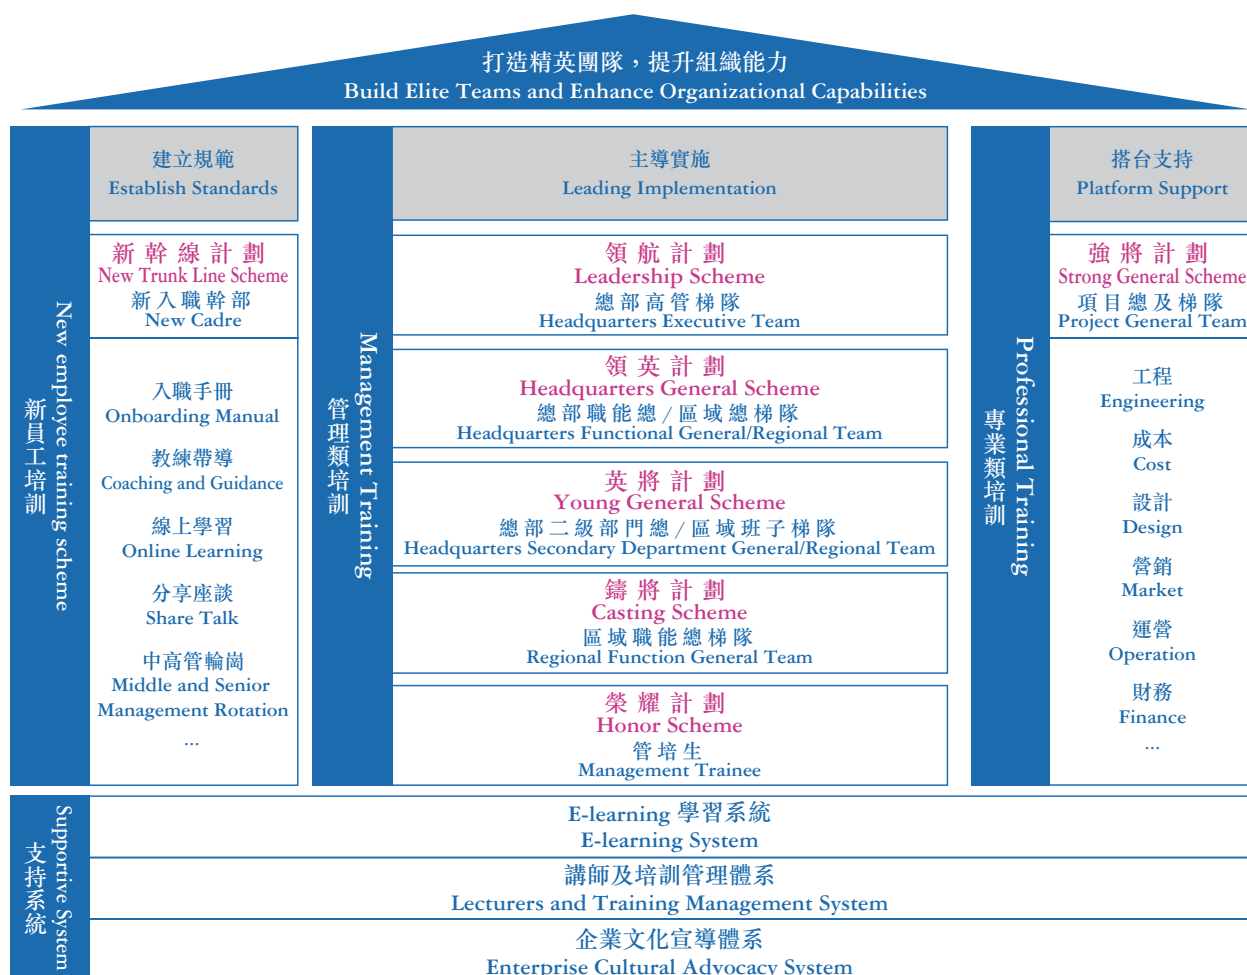 打造精英團隊，提升組織能力
Build Elite Teams and Enhance Organizational Capabilities
新員工培訓
New employee training scheme
建立規範
Establish Standards
新幹線計劃
New Trunk Line Scheme
新入職幹部
New Cadre
入職手冊
Onboarding Manual
教練帶導
Coaching and Guidance
線上學習
Online Learning
分享座談
Share Talk
中高管輪崗
Middle and Senior
Management Rotation
...
管理類培訓
Management Training
主導實施
Leading Implementation
領航計劃
Leadership Scheme
總部高管梯隊
Headquarters Executive Team
領英計劃
Headquarters General Scheme
總部職能總/區域總梯隊
Headquarters Functional General/Regional Team
英將計劃
Young General Scheme
總部二級部門總/區域班子梯隊
Headquarters Secondary Department General/Regional Team
鑄將計劃
Casting Scheme
區域職能總梯隊
Regional Function General Team
榮耀計劃
Honor Scheme
管培生
Management Trainee
專業類培訓
Professional Training
搭台支持
Platform Support
強將計劃
Strong General Scheme
項目總及梯隊
Project General Team
工程
Engineering
成本
Cost
設計
Design
營銷
Market
運營
Operation
財務
Finance
...
支持系統
Supportive System
E-learning 學習系統
E-learning System
講師及培訓管理體系
Lecturers and Training Management System
企業文化宣導體系
Enterprise Cultural Advocacy System